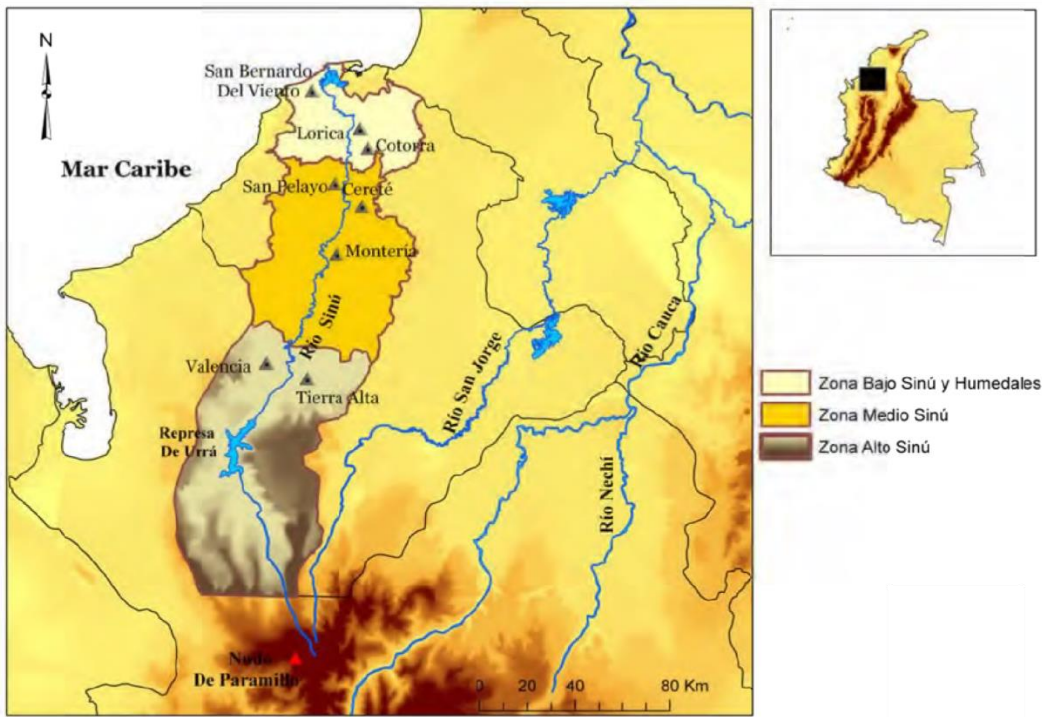 N
San Bernardo
Del Viento
Lorica
Cotorra
Mar Caribe
San Pelayo
Cereté
Montería
Río Sinú
Valencia
Tierra Alta
Represa
De Urrá
Río San Jorge
Río Cauca
Río Nechí
Nudo
De Paramillo
0 20 40 80 Km
Zona Bajo Sinú y Humedales
Zona Medio Sinú
Zona Alto Sinú